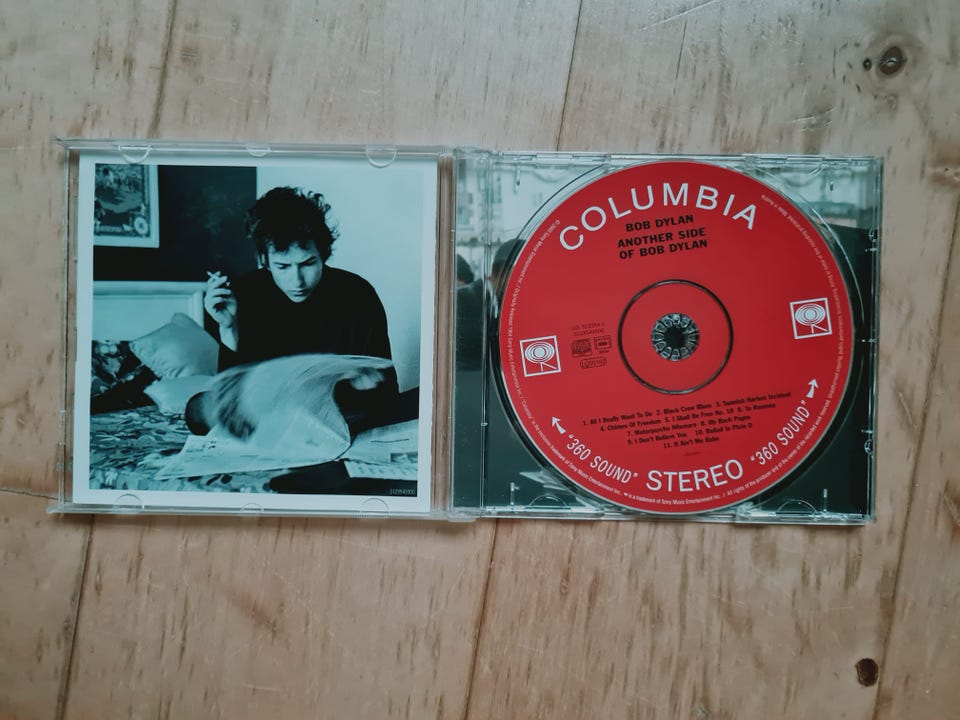 COLUMBIA
BOB DYLAN
ANOTHER SIDE
OF BOB DYLAN
1. All I Really Want To Do 2. Black Crow Blues 3. Spanish Harlem Incident
4. Chimes Of Freedom 5. I Shall Be Free No. 10 6. To Ramona
7. Motorpsycho Nitemare 8. My Back Pages
9. I Don't Believe You 10. Ballad In Plain D
11. It Ain't Me Babe
"360 SOUND" STEREO "360 SOUND"